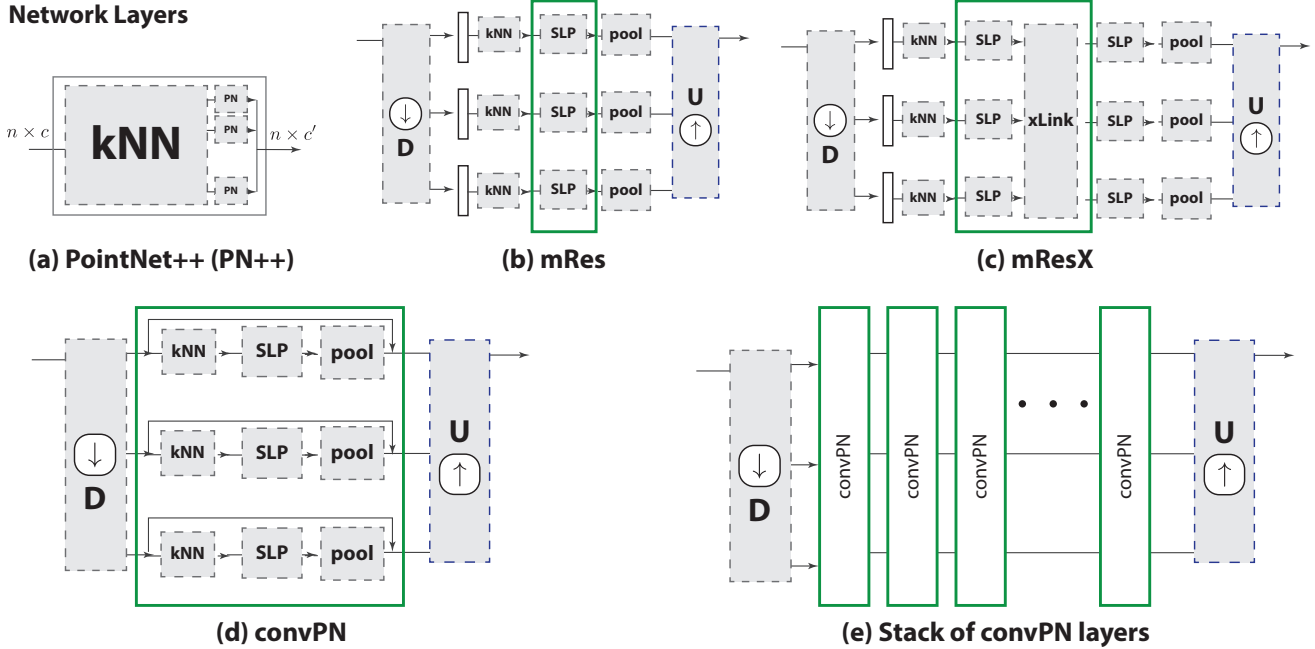 Network Layers
n × c
kNN
PN
PN
PN
n × c′
(a) PointNet++ (PN++)
↓
D
kNN
SLP
pool
kNN
SLP
pool
kNN
SLP
pool
U
↑
(b) mRes
↓
D
kNN
SLP
SLP
pool
kNN
SLP
xLink
SLP
pool
kNN
SLP
SLP
pool
U
↑
(c) mResX
↓
D
kNN
SLP
pool
kNN
SLP
pool
kNN
SLP
pool
U
↑
(d) convPN
↓
D
convPN
convPN
convPN
• • •
convPN
U
↑
(e) Stack of convPN layers